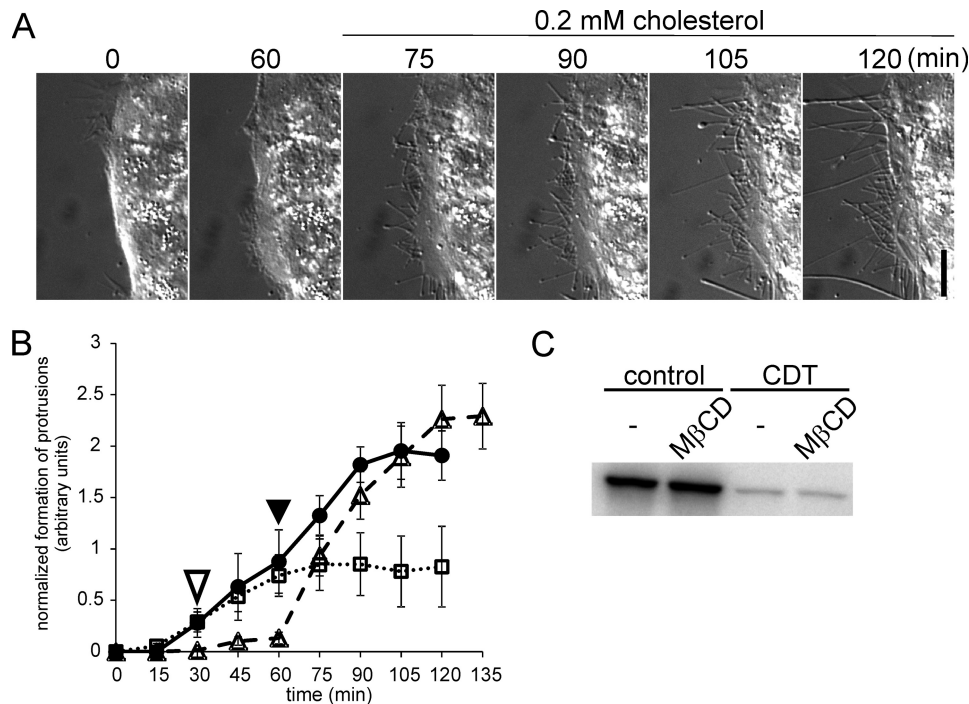 A
0.2 mM cholesterol
0 60 75 90 105 120 (min)
B
normalized formation of protrusions
(arbitrary units)
3
2.5
2
1.5
1
0.5
0
0 15 30 45 60 75 90 105 120 135
time (min)
C
control CDT
- MβCD - MβCD